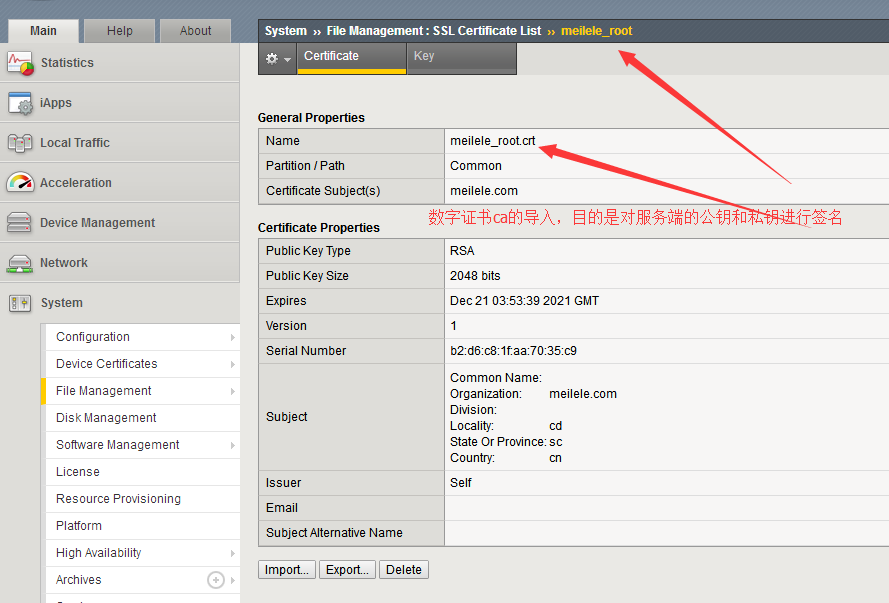 Main
Help
About
Statistics
iApps
Local Traffic
Acceleration
Device Management
Network
System
Configuration
Device Certificates
File Management
Disk Management
Software Management
License
Resource Provisioning
Platform
High Availability
Archives
System ›› File Management : SSL Certificate List ›› meilele_root
Certificate
Key
General Properties
Name meilele_root.crt
Partition / Path Common
Certificate Subject(s) meilele.com
数字证书ca的导入，目的是对服务端的公钥和私钥进行签名
Certificate Properties
Public Key Type RSA
Public Key Size 2048 bits
Expires Dec 21 03:53:39 2021 GMT
Version 1
Serial Number b2:d6:c8:1f:aa:70:35:c9
Subject
Common Name:
Organization: meilele.com
Division:
Locality: cd
State Or Province: sc
Country: cn
Issuer Self
Email
Subject Alternative Name
Import... Export... Delete